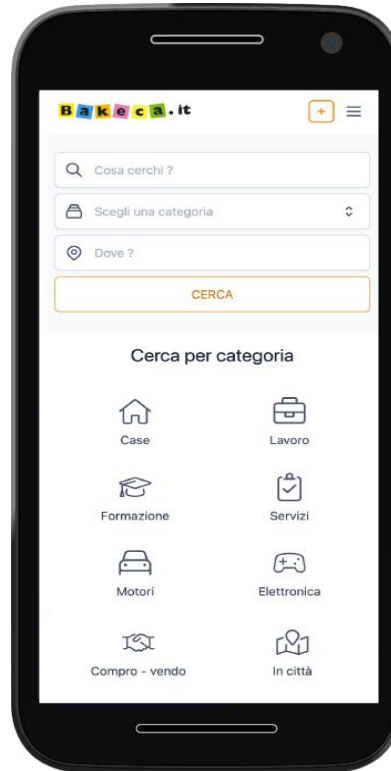 Bakeca.it
Cosa cerchi ?
Scegli una categoria
Dove ?
CERCA
Cerca per categoria
Case
Lavoro
Formazione
Servizi
Motori
Elettronica
Compro - vendo
In città